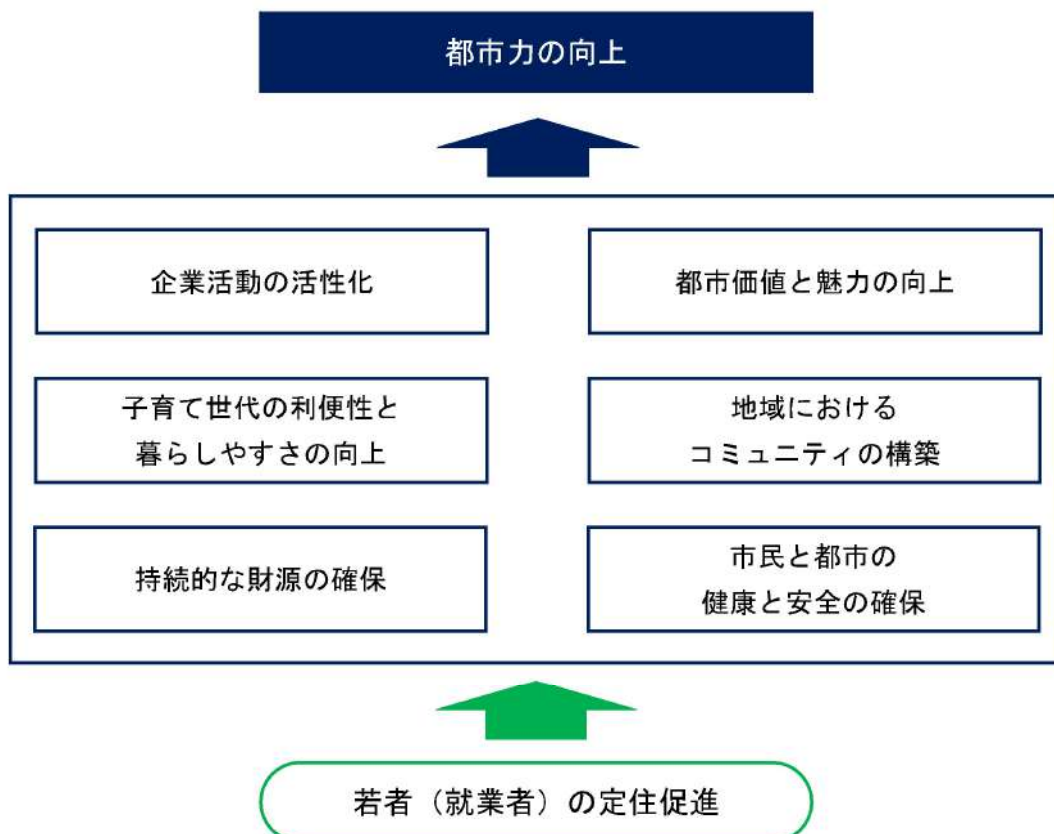 都市力の向上
企業活動の活性化
都市価値と魅力の向上
子育て世代の利便性と
暮らしやすさの向上
地域における
コミュニティの構築
持続的な財源の確保
市民と都市の
健康と安全の確保
若者（就業者）の定住促進